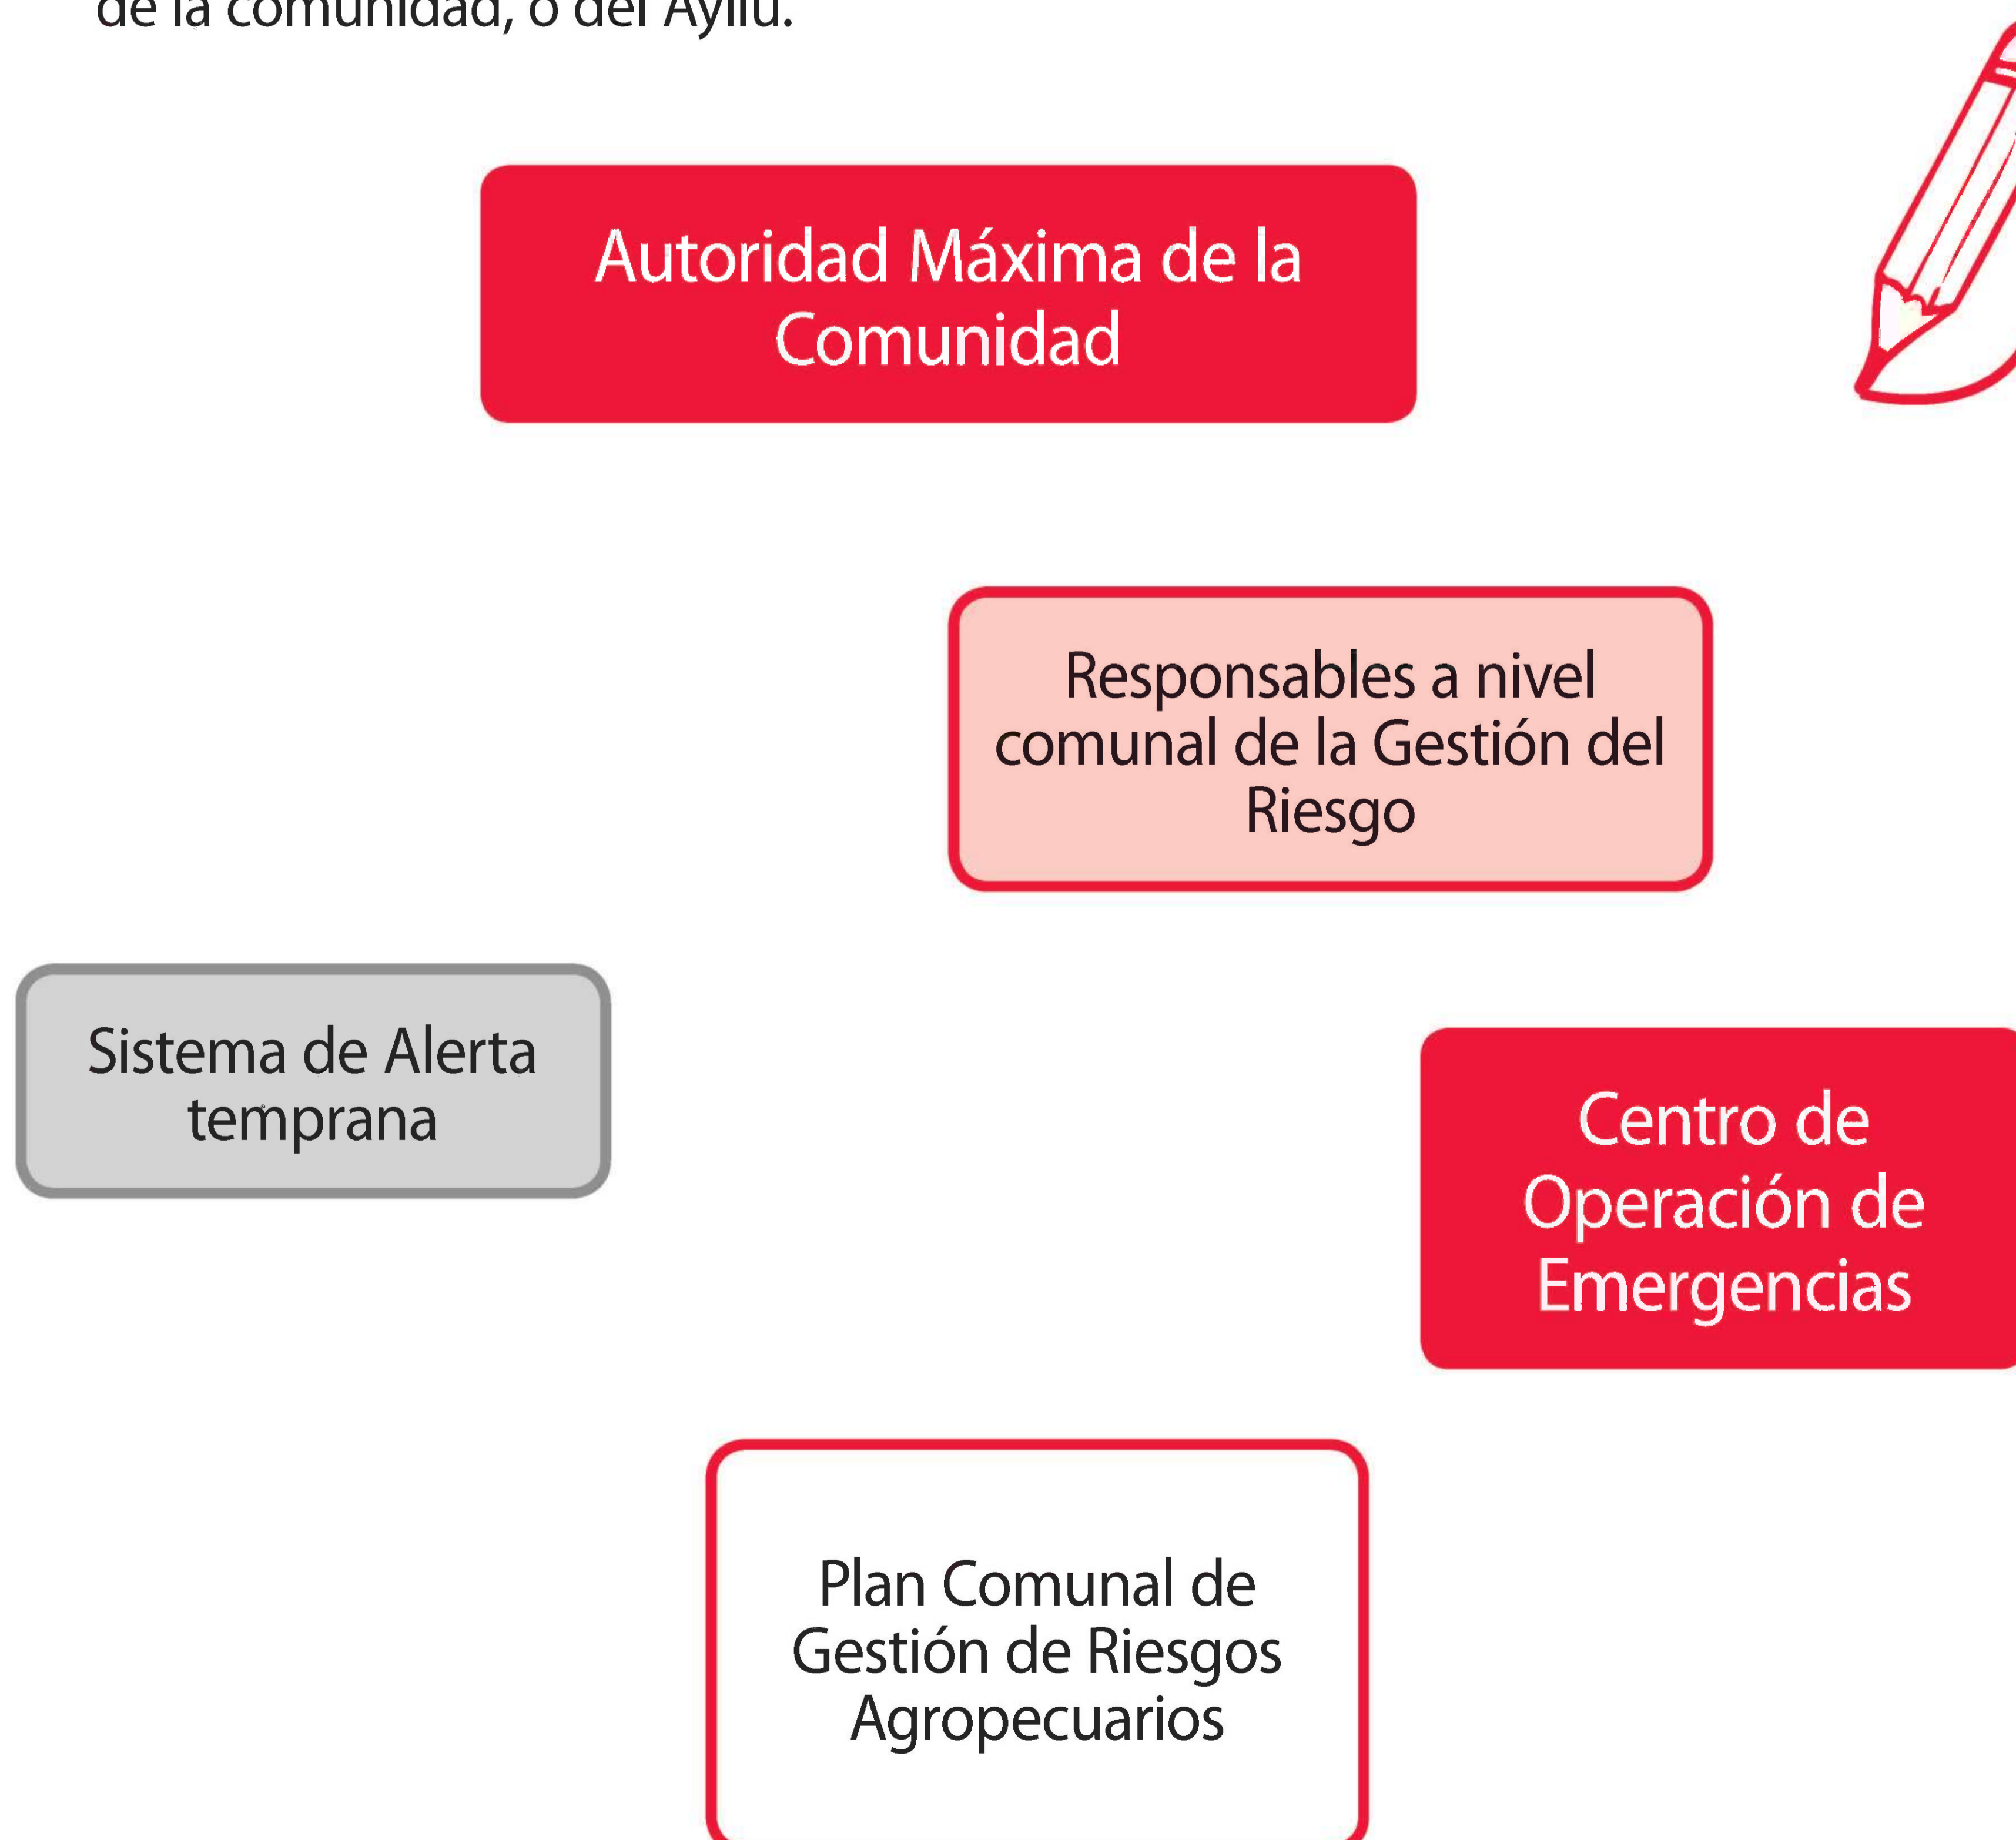 de la comunidad, o del Ayllu.
Autoridad Máxima de la
Comunidad
Responsables a nivel
comunal de la Gestión del
Riesgo
Sistema de Alerta
temprana
Centro de
Operación de
Emergencias
Plan Comunal de
Gestión de Riesgos
Agropecuarios